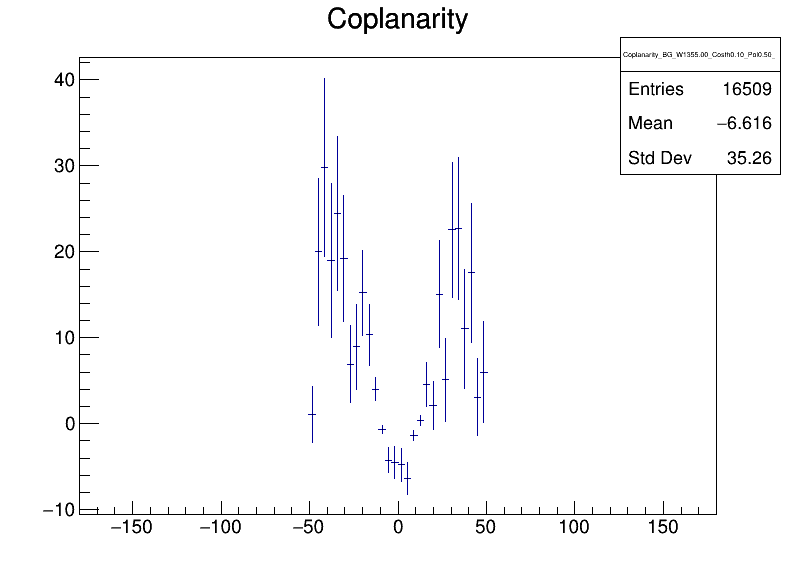 Coplanarity
Coplanarity_BG_W1355.00_Costh0.10_Pol0.50_
Entries 16509
Mean −6.616
Std Dev 35.26
40
30
20
10
0
−10
−150 −100 −50 0 50 100 150